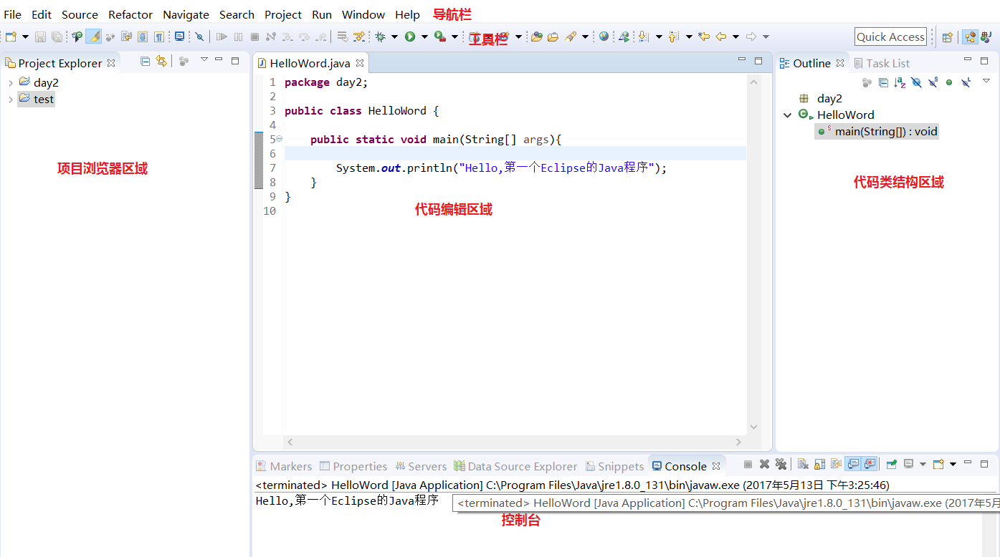 File Edit Source Refactor Navigate Search Project Run Window Help 导航栏
工具栏 Quick Access
Project Explorer
day2
test
项目浏览器区域
HelloWord.java
1 package day2;
2
3 public class HelloWord {
4
5 public static void main(String[] args){
6
7 System.out.println("Hello,第一个Eclipse的Java程序");
8 }
9 }
10
代码编辑区域
Outline Task List
day2
HelloWord
main(String[]) : void
代码类结构区域
Markers Properties Servers Data Source Explorer Snippets Console
<terminated> HelloWord [Java Application] C:\Program Files\Java\jre1.8.0_131\bin\javaw.exe (2017年5月13日 下午3:25:46)
Hello,第一个Eclipse的Java程序
<terminated> HelloWord [Java Application] C:\Program Files\Java\jre1.8.0_131\bin\javaw.exe (2017年5月
控制台